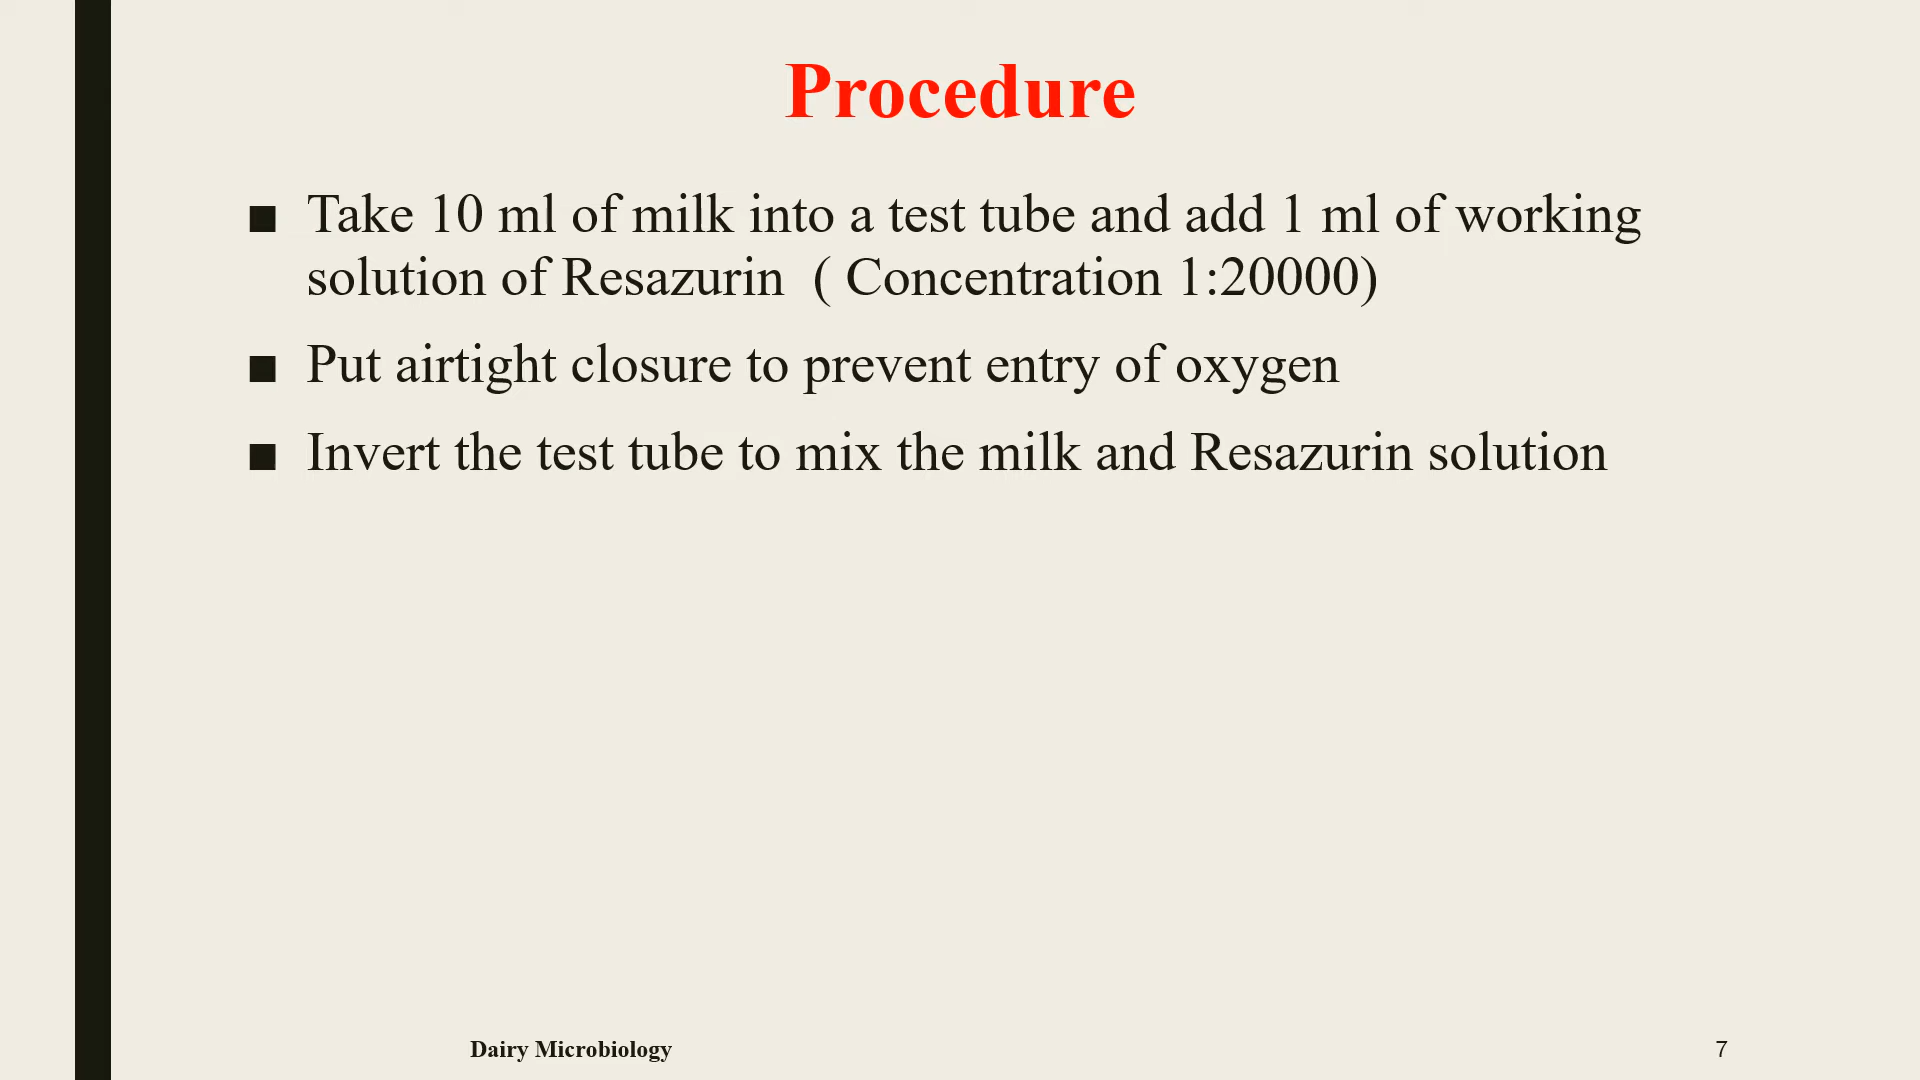 Procedure
■ Take 10 ml of milk into a test tube and add 1 ml of working
solution of Resazurin  ( Concentration 1:20000)
■ Put airtight closure to prevent entry of oxygen
■ Invert the test tube to mix the milk and Resazurin solution
Dairy Microbiology
7